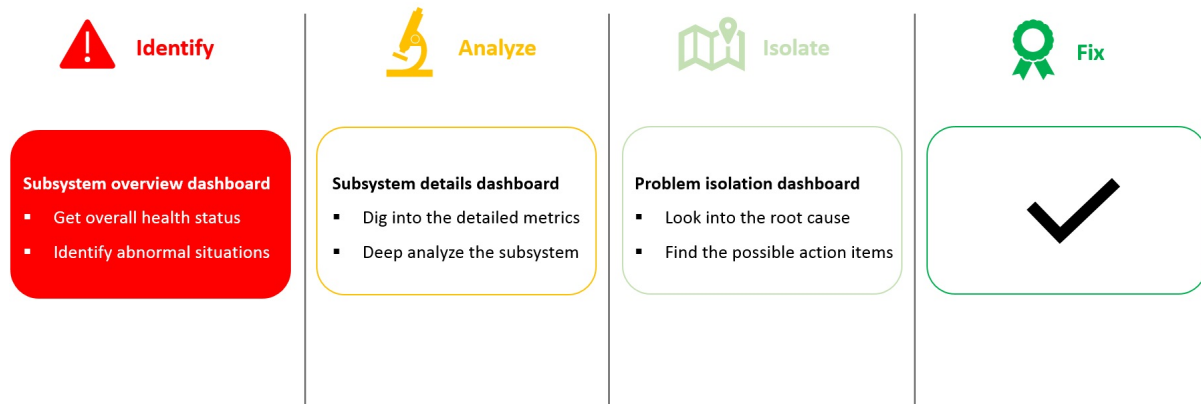 Identify
Analyze
Isolate
Fix
Subsystem overview dashboard
▪ Get overall health status
▪ Identify abnormal situations
Subsystem details dashboard
▪ Dig into the detailed metrics
▪ Deep analyze the subsystem
Problem isolation dashboard
▪ Look into the root cause
▪ Find the possible action items